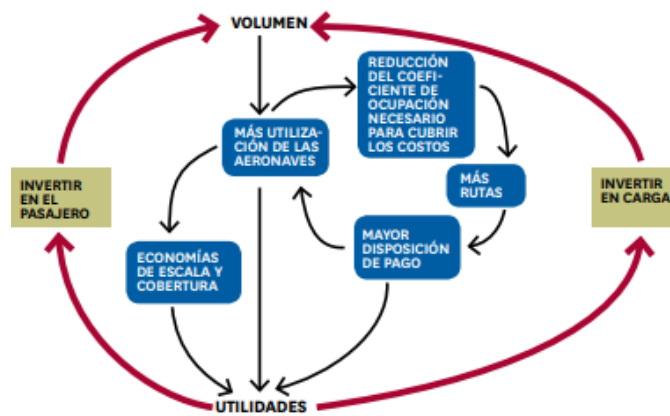 VOLUMEN
REDUCCIÓN
DEL COEFI-
CIENTE DE
OCUPACIÓN
NECESARIO
PARA CUBRIR
LOS COSTOS
MÁS UTILIZA-
CIÓN DE LAS
AERONAVES
MÁS
RUTAS
INVERTIR
EN EL
PASAJERO
INVERTIR
EN CARGA
MAYOR
DISPOSICIÓN
DE PAGO
ECONOMÍAS
DE ESCALA Y
COBERTURA
UTILIDADES